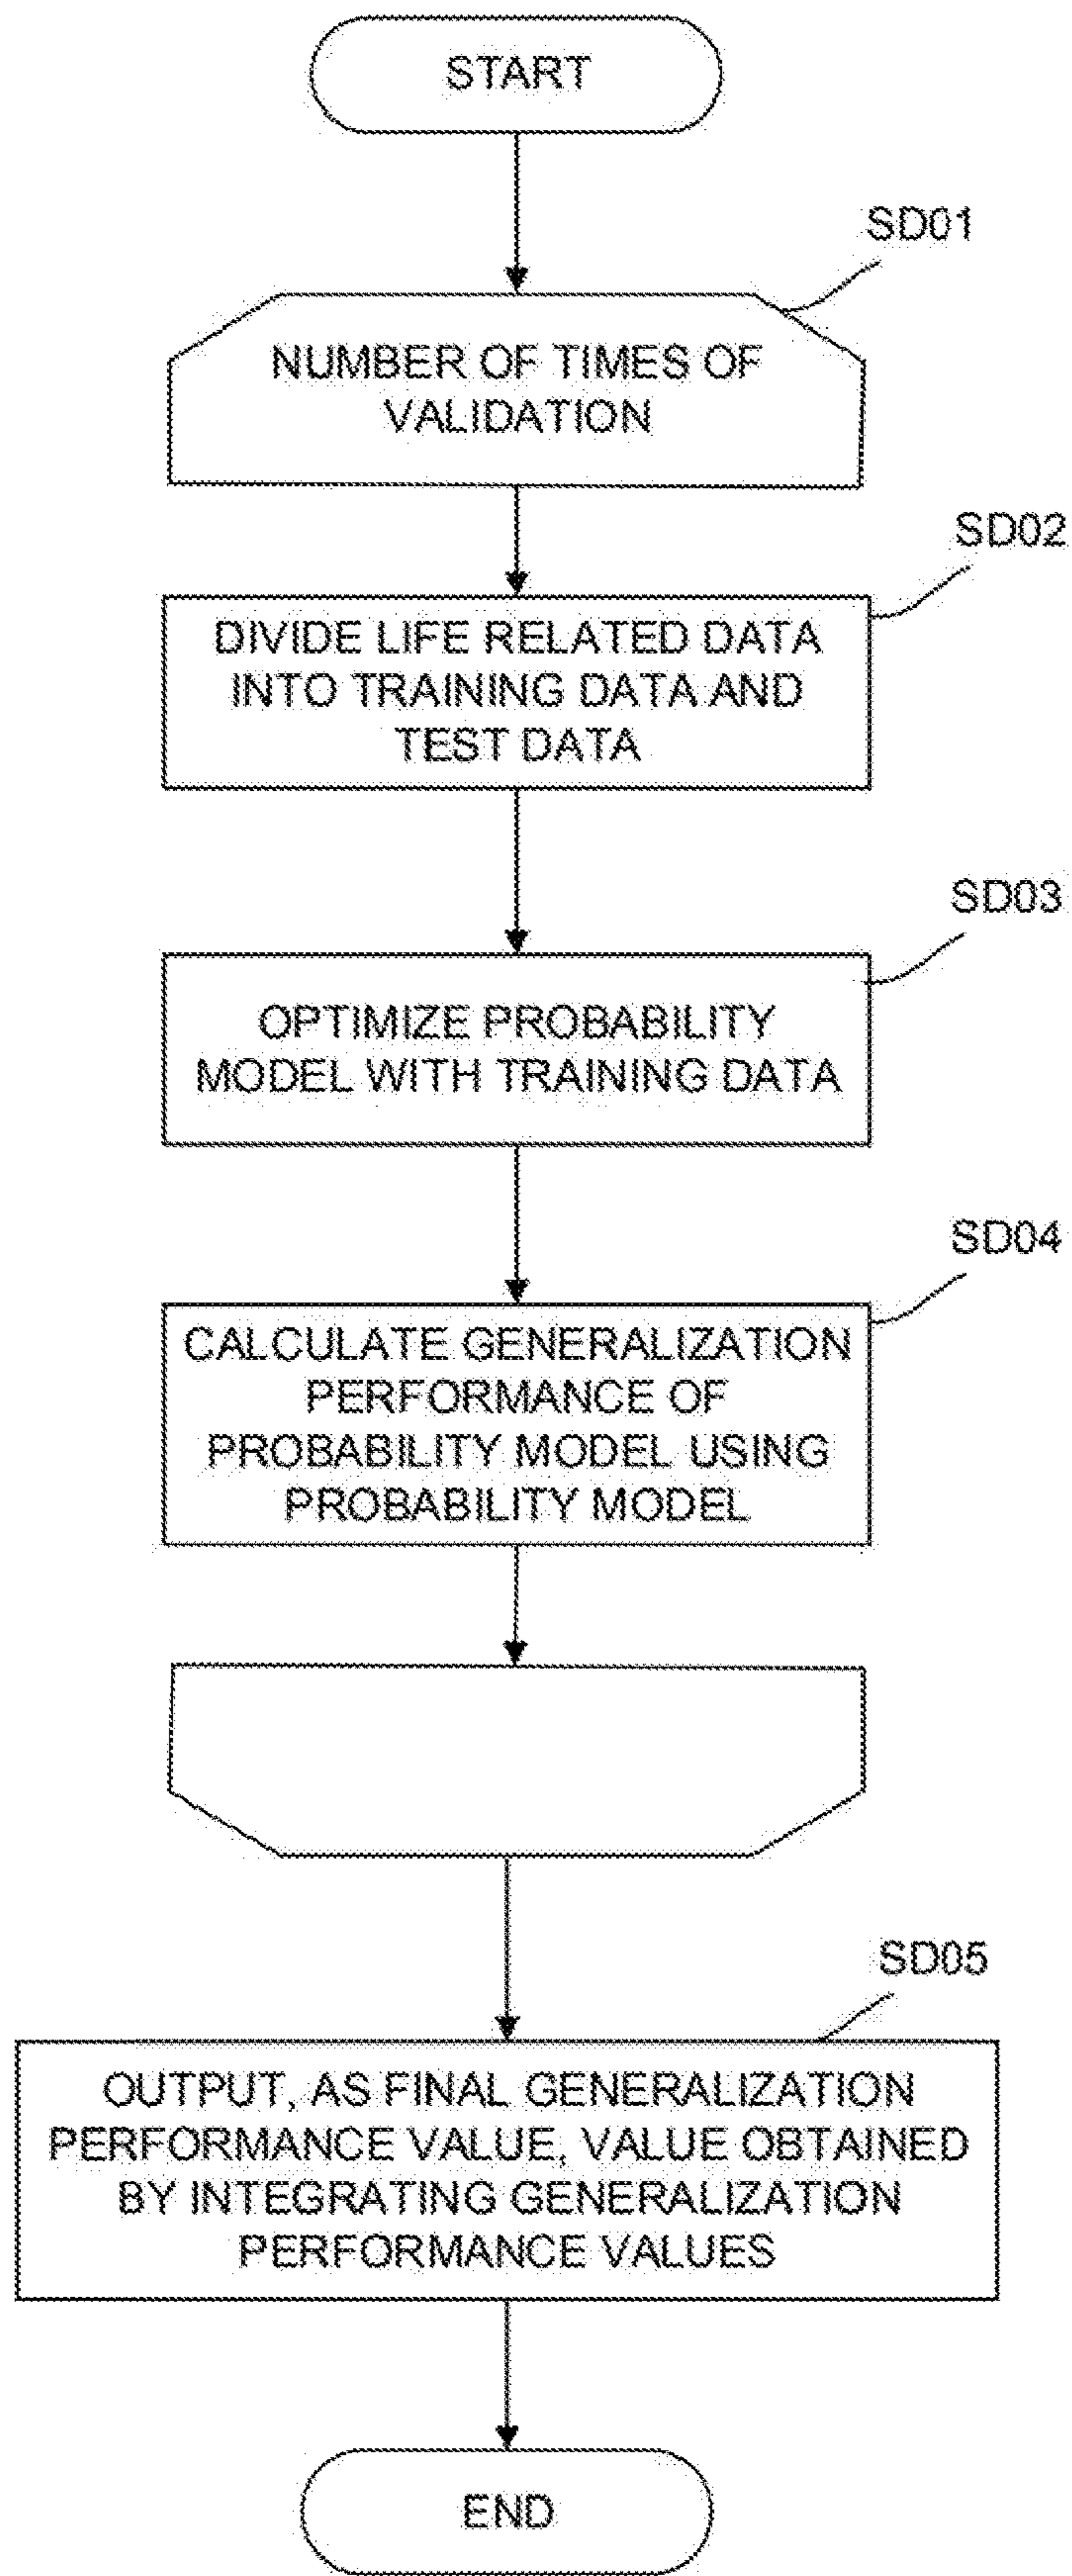 START
SD01
NUMBER OF TIMES OF
VALIDATION
SD02
DIVIDE LIFE RELATED DATA
INTO TRAINING DATA AND
TEST DATA
SD03
OPTIMIZE PROBABILITY
MODEL WITH TRAINING DATA
SD04
CALCULATE GENERALIZATION
PERFORMANCE OF
PROBABILITY MODEL USING
PROBABILITY MODEL
SD05
OUTPUT, AS FINAL GENERALIZATION
PERFORMANCE VALUE, VALUE OBTAINED
BY INTEGRATING GENERALIZATION
PERFORMANCE VALUES
END